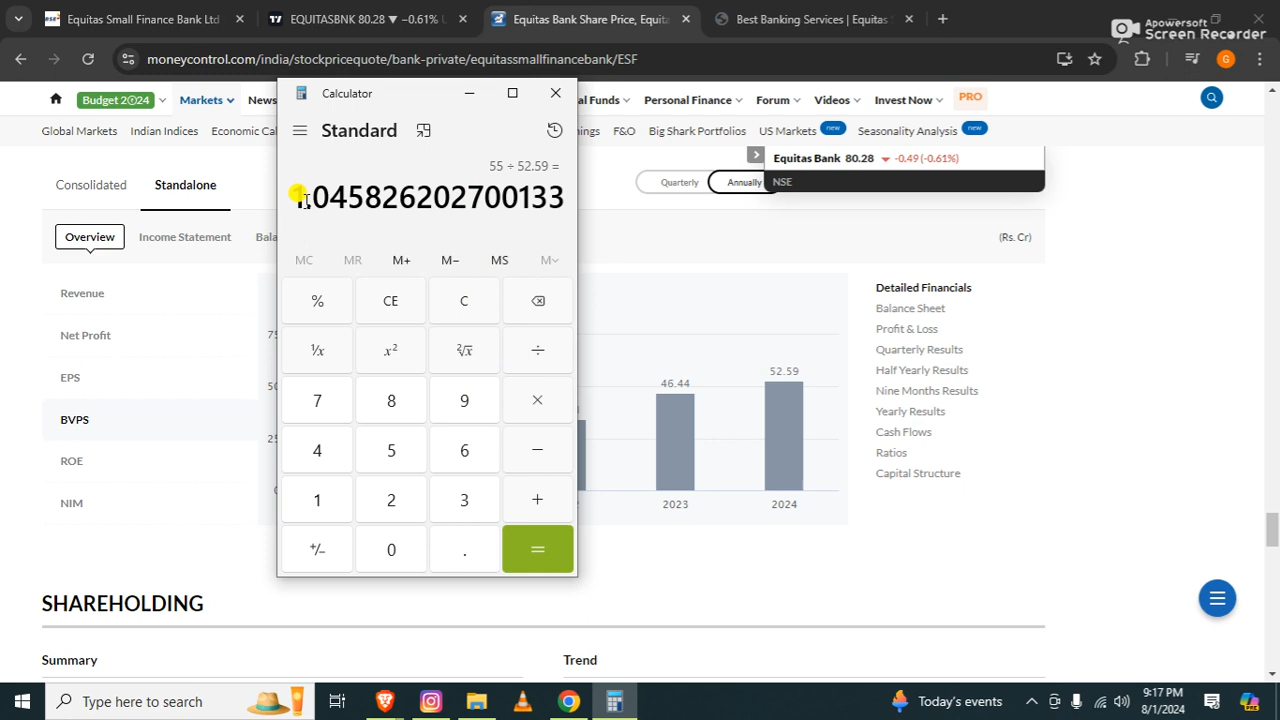 Equitas Small Finance Bank Ltd
EQUITASBNK 80.28 ▼ −0.61% U
Equitas Bank Share Price, Equita
Best Banking Services | Equitas
Apowersoft
Screen Recorder
moneycontrol.com/india/stockpricequote/bank-private/equitassmallfinancebank/ESF
G
Budget 2024
Markets
News
Personal Finance
Forum
Videos
Invest Now
PRO
Global Markets
Indian Indices
F&O
Big Shark Portfolios
US Markets
new
Seasonality Analysis
new
Equitas Bank 80.28 -0.49 (-0.61%)
NSE
Consolidated
Standalone
Quarterly
Annually
Overview
Income Statement
(Rs. Cr)
Calculator
Standard
55 ÷ 52.59 =
1.045826202700133
MC MR M+ M− MS M˅
% CE C
¹/x x² ²√x ÷
7 8 9 ×
4 5 6 −
1 2 3 +
+/− 0 . =
Revenue
Net Profit
EPS
BVPS
ROE
NIM
46.44
52.59
2023
2024
Detailed Financials
Balance Sheet
Profit & Loss
Quarterly Results
Half Yearly Results
Nine Months Results
Yearly Results
Cash Flows
Ratios
Capital Structure
SHAREHOLDING
Summary
Trend
Type here to search
Today's events
9:17 PM
8/1/2024